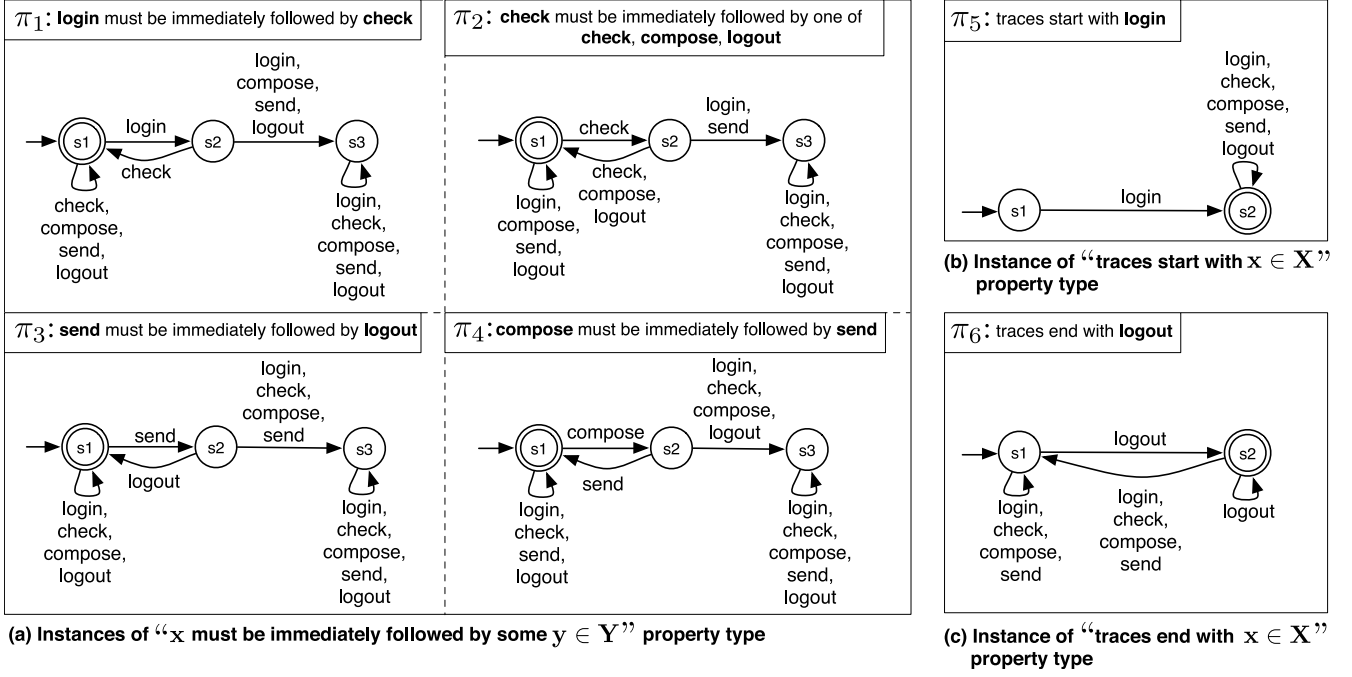 π1: login must be immediately followed by check
login,
compose,
send,
logout
s1
login
s2
s3
check
check,
compose,
send,
logout
login,
check,
compose,
send,
logout
π2: check must be immediately followed by one of
check, compose, logout
login,
send
s1
check
s2
s3
check,
compose,
logout
login,
compose,
send,
logout
login,
check,
compose,
send,
logout
π3: send must be immediately followed by logout
login,
check,
compose,
send
s1
send
s2
s3
logout
login,
check,
compose,
logout
login,
check,
compose,
send,
logout
π4: compose must be immediately followed by send
login,
check,
compose,
logout
s1
compose
s2
s3
send
login,
check,
send,
logout
login,
check,
compose,
send,
logout
(a) Instances of “x must be immediately followed by some y ∈ Y” property type
π5: traces start with login
login,
check,
compose,
send,
logout
s1
login
s2
(b) Instance of “traces start with x ∈ X”
property type
π6: traces end with logout
s1
logout
s2
login,
check,
compose,
send
login,
check,
compose,
send
logout
(c) Instance of “traces end with x ∈ X”
property type